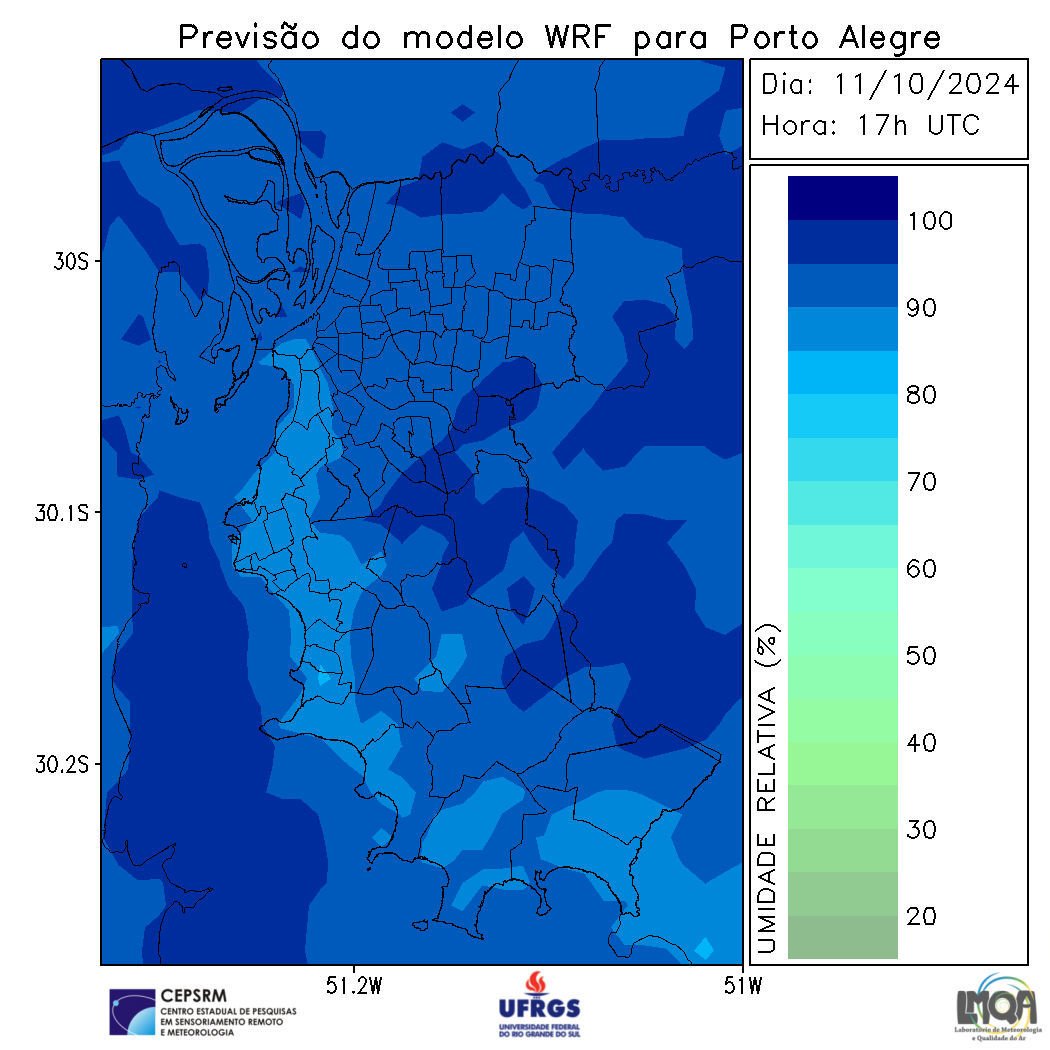 Previsão do modelo WRF para Porto Alegre
Dia: 11/10/2024
Hora: 17h UTC
30S
30.1S
30.2S
51.2W
51W
UMIDADE RELATIVA (%)
100
90
80
70
60
50
40
30
20
CEPSRM
CENTRO ESTADUAL DE PESQUISAS
EM SENSORIAMENTO REMOTO
E METEOROLOGIA
UFRGS
UNIVERSIDADE FEDERAL
DO RIO GRANDE DO SUL
LMQA
Laboratório de Meteorologia
e Qualidade do Ar